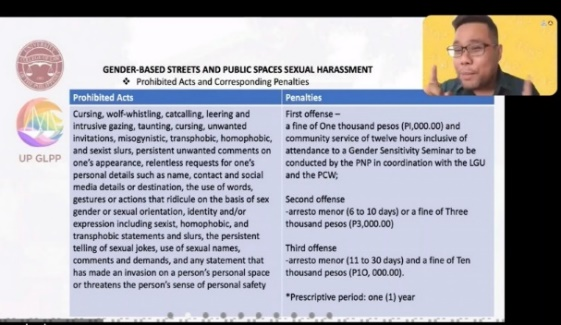 GENDER-BASED STREETS AND PUBLIC SPACES SEXUAL HARASSMENT
❖ Prohibited Acts and Corresponding Penalties
UP GLPP
Prohibited Acts
Cursing, wolf-whistling, catcalling, leering and
intrusive gazing, taunting, cursing, unwanted
invitations, misogynistic, transphobic, homophobic,
and sexist slurs, persistent unwanted comments on
one's appearance, relentless requests for one's
personal details such as name, contact and social
media details or destination, the use of words,
gestures or actions that ridicule on the basis of sex
gender or sexual orientation, identity and/or
expression including sexist, homophobic, and
transphobic statements and slurs, the persistent
telling of sexual jokes, use of sexual names,
comments and demands, and any statement that
has made an invasion on a person's personal space
or threatens the person's sense of personal safety
Penalties
First offense –
a fine of One thousand pesos (Pl,000.00) and
community service of twelve hours inclusive of
attendance to a Gender Sensitivity Seminar to be
conducted by the PNP in coordination with the LGU
and the PCW;
Second offense
-arresto menor (6 to 10 days) or a fine of Three
thousand pesos (P3,000.00)
Third offense
-arresto menor (11 to 30 days) and a fine of Ten
thousand pesos (P1O, 000.00).
*Prescriptive period: one (1) year